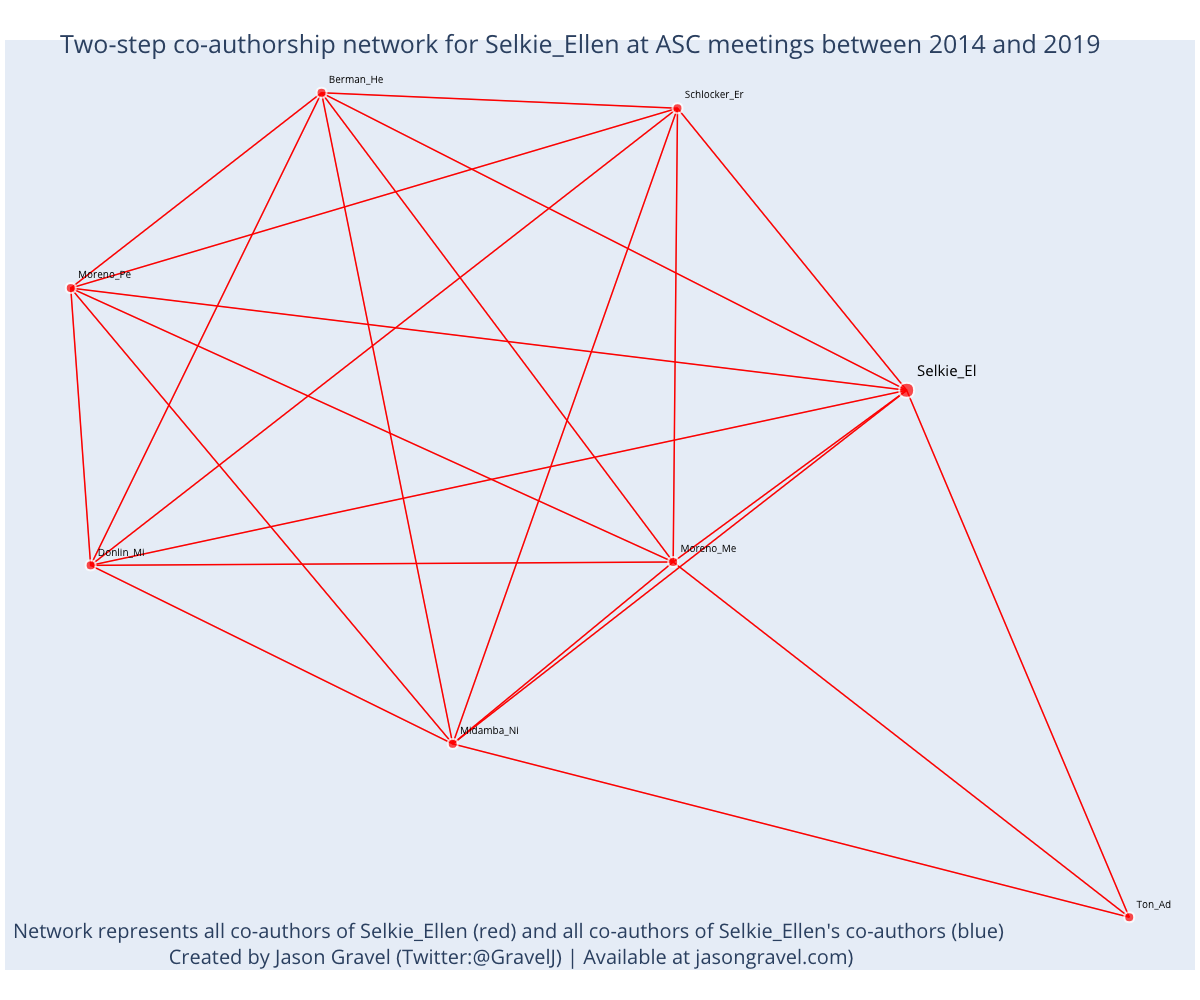 Two-step co-authorship network for Selkie_Ellen at ASC meetings between 2014 and 2019
Berman_He
Schlocker_Er
Moreno_Pe
Selkie_El
Donlin_Mi
Moreno_Me
Midamba_Ni
Ton_Ad
Network represents all co-authors of Selkie_Ellen (red) and all co-authors of Selkie_Ellen's co-authors (blue)
Created by Jason Gravel (Twitter:@GravelJ) | Available at jasongravel.com)